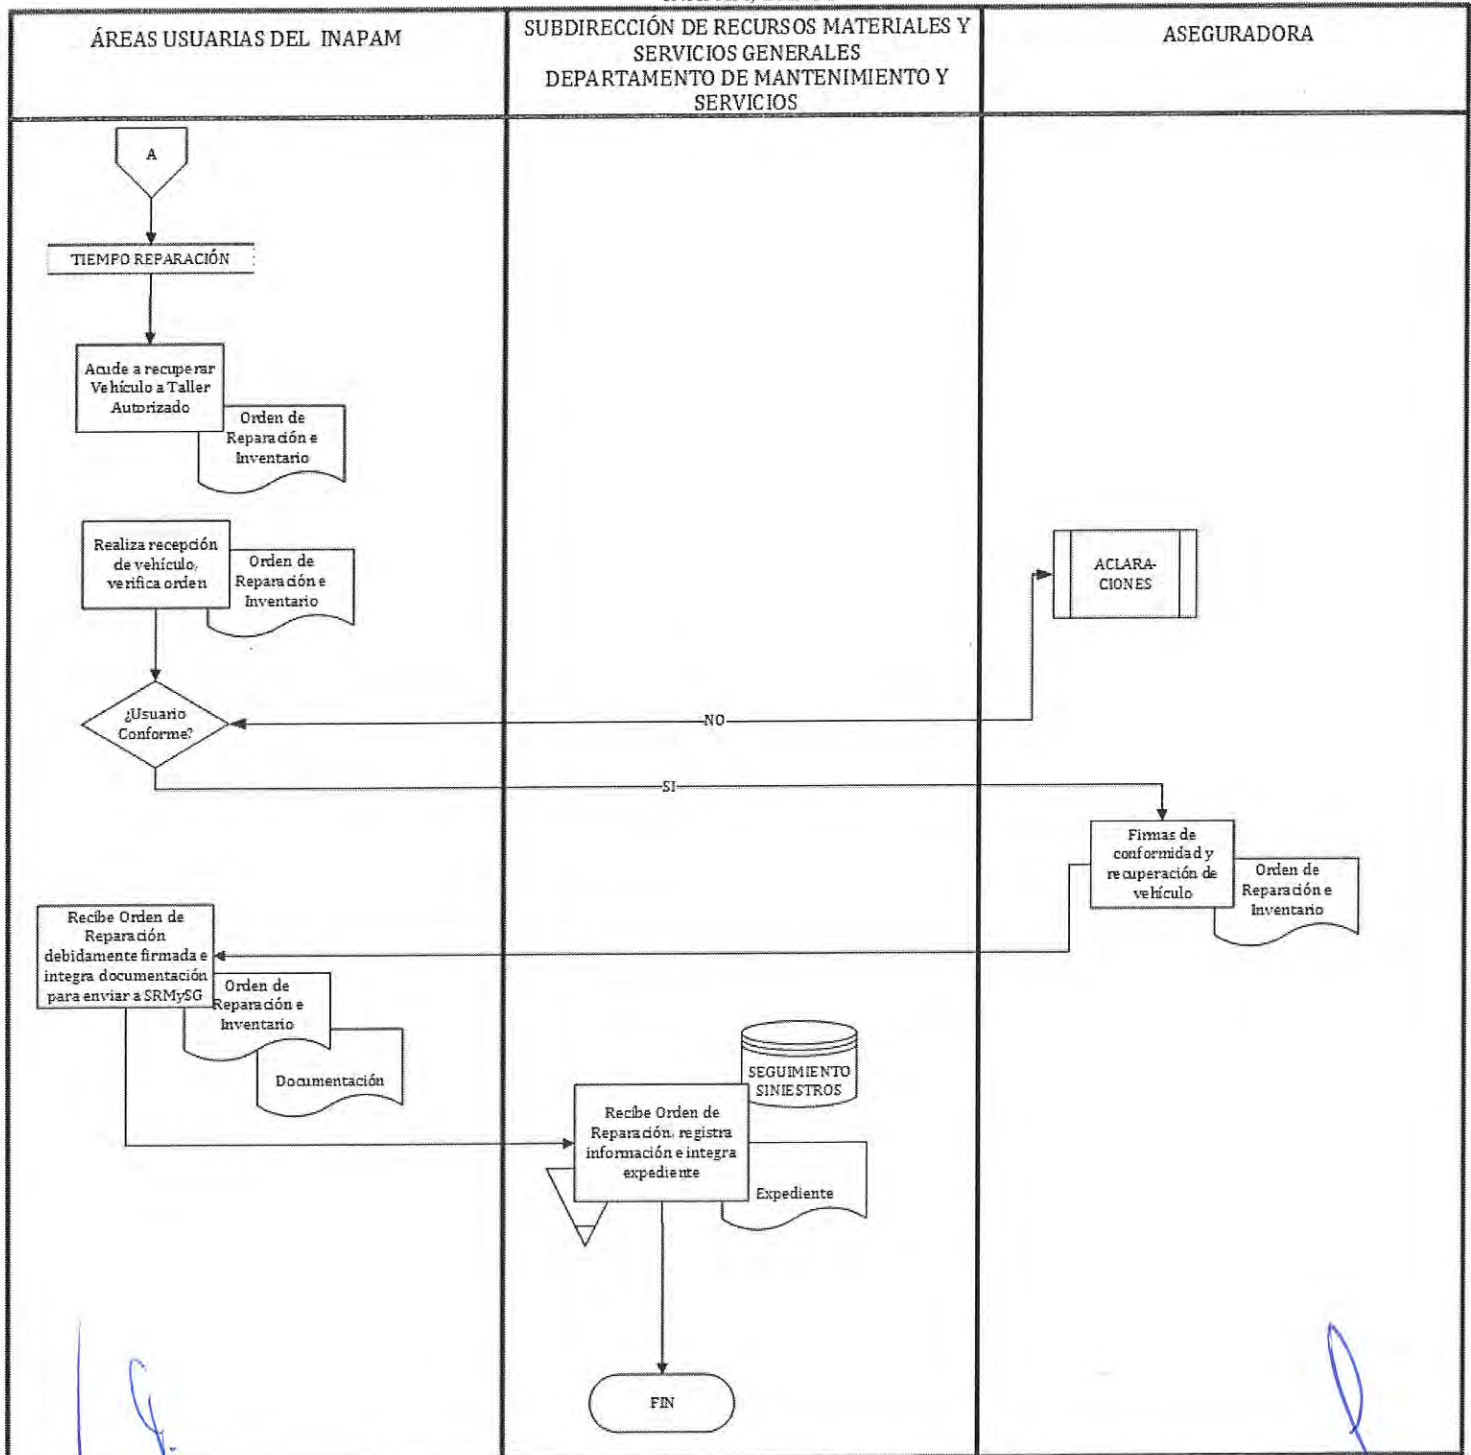 ÁREAS USUARIAS DEL INAPAM
SUBDIRECCIÓN DE RECURSOS MATERIALES Y
SERVICIOS GENERALES
DEPARTAMENTO DE MANTENIMIENTO Y
SERVICIOS
ASEGURADORA
A
TIEMPO REPARACIÓN
Acude a recuperar
Vehículo a Taller
Autorizado
Orden de
Reparación e
Inventario
Realiza recepción
de vehículo,
verifica orden
Orden de
Reparación e
Inventario
ACLARA-
CIONES
¿Usuario
Conforme?
NO
SI
Firmas de
conformidad y
recuperación de
vehículo
Orden de
Reparación e
Inventario
Recibe Orden de
Reparación
debidamente firmada e
integra documentación
para enviar a SRMySG
Orden de
Reparación e
Inventario
Documentación
SEGUIMIENTO
SINIESTROS
Recibe Orden de
Reparación, registra
información e integra
expediente
Expediente
FIN